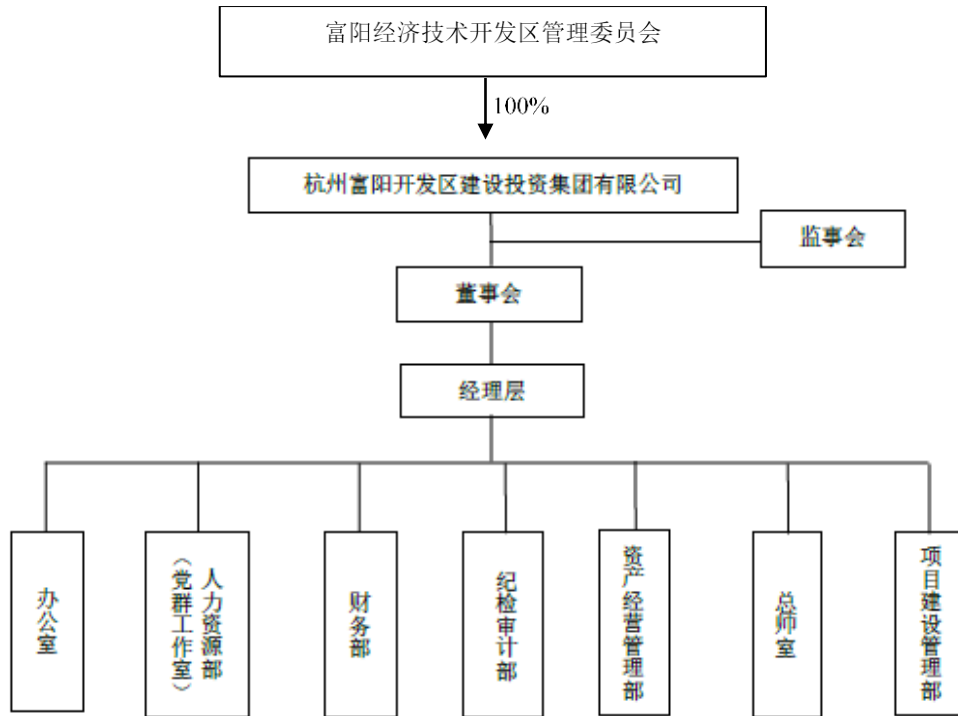 富阳经济技术开发区管理委员会
100%
杭州富阳开发区建设投资集团有限公司
监事会
董事会
经理层
办公室
人力资源部
（党群工作室）
财务部
纪检审计部
资产经营管理部
总师室
项目建设管理部